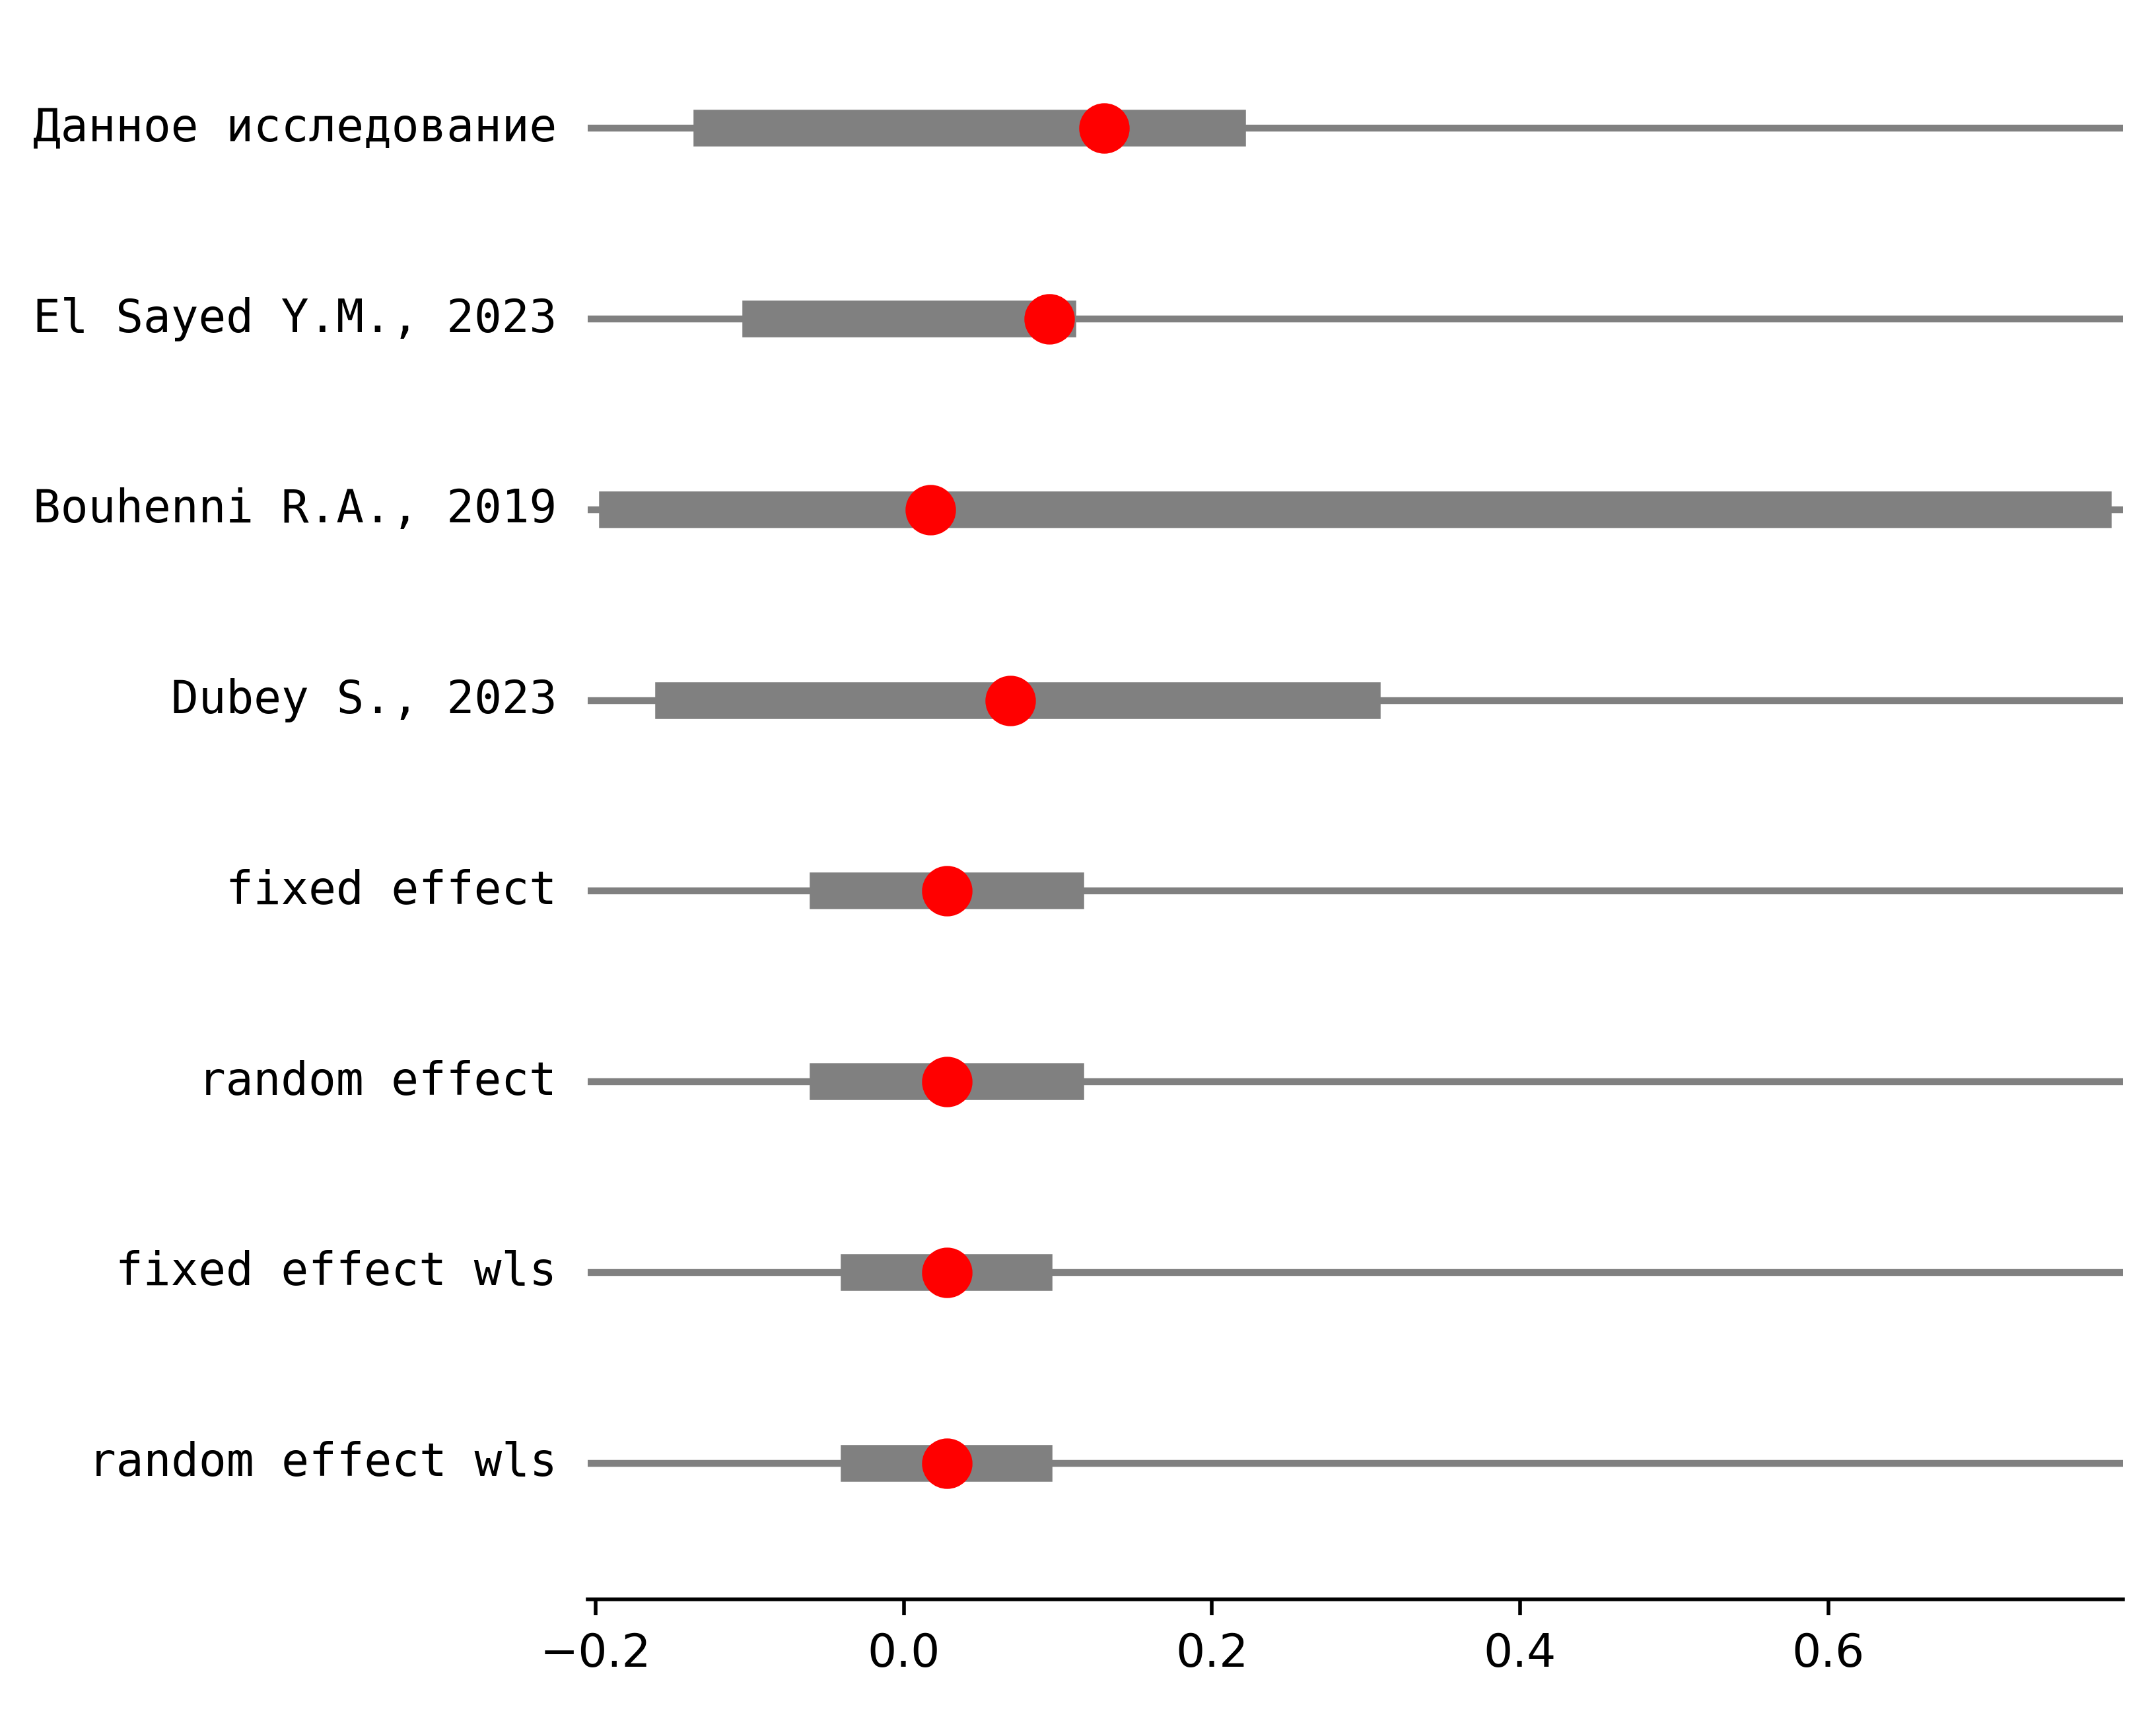 Данное исследование
El Sayed Y.M., 2023
Bouhenni R.A., 2019
Dubey S., 2023
fixed effect
random effect
fixed effect wls
random effect wls
−0.2 0.0 0.2 0.4 0.6